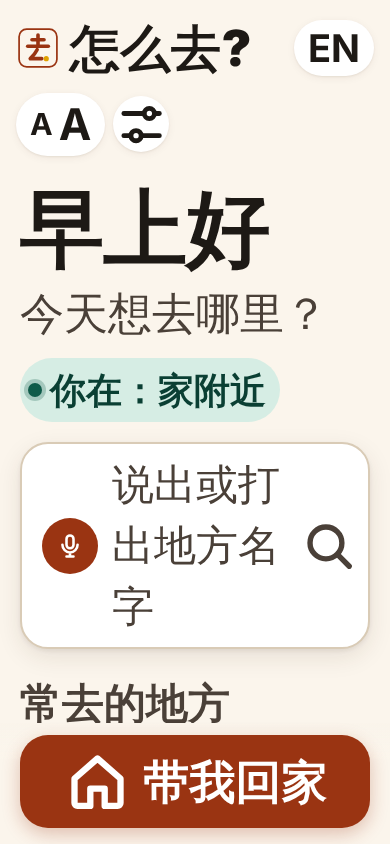 去 怎么去? EN
A A
早上好
今天想去哪里？
你在：家附近
说出或打
出地方名
字
常去的地方
带我回家